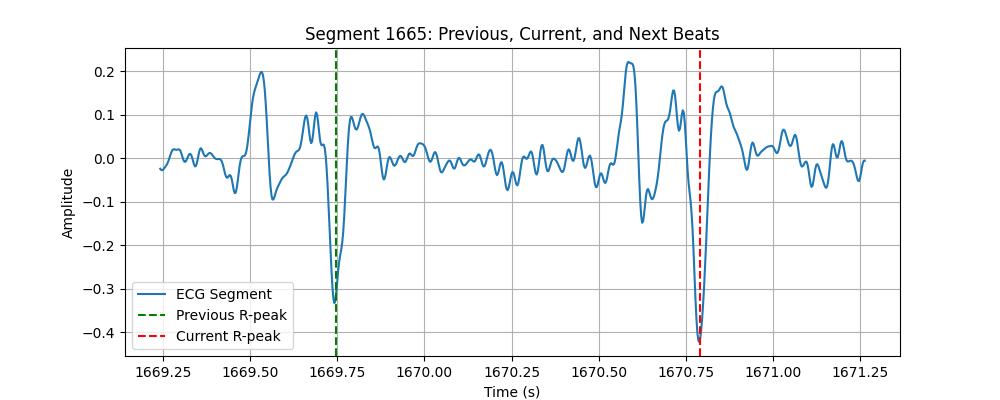 Segment 1665: Previous, Current, and Next Beats
Amplitude
0.2
0.1
0.0
−0.1
−0.2
−0.3
−0.4
ECG Segment
Previous R-peak
Current R-peak
1669.25 1669.50 1669.75 1670.00 1670.25 1670.50 1670.75 1671.00 1671.25
Time (s)